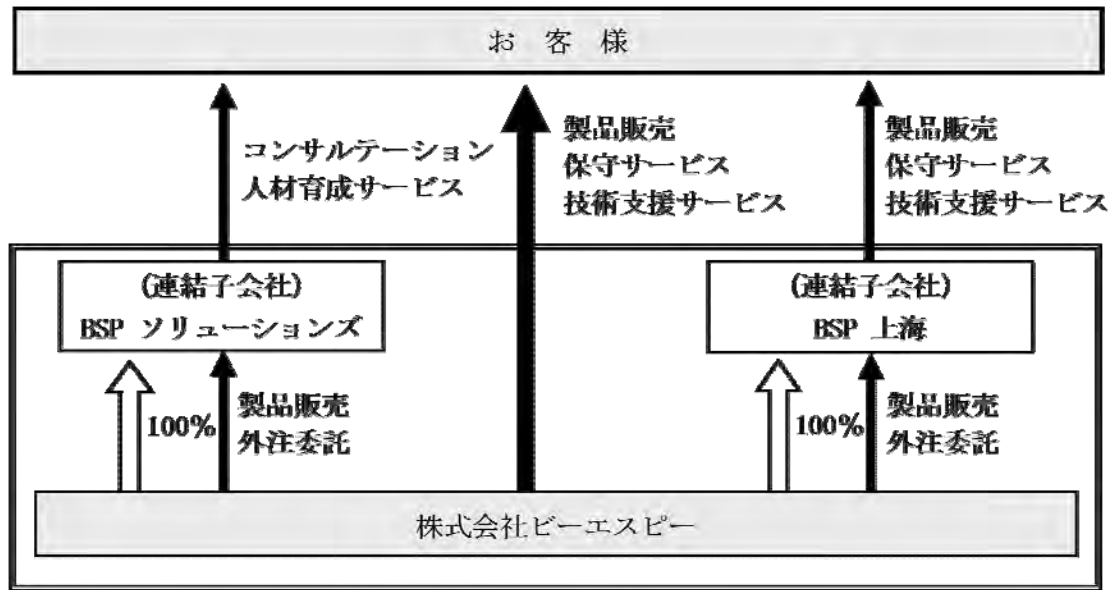 お 客 様
コンサルテーション
人材育成サービス
製品販売
保守サービス
技術支援サービス
製品販売
保守サービス
技術支援サービス
(連結子会社)
BSP ソリューションズ
(連結子会社)
BSP 上海
100%
製品販売
外注委託
100%
製品販売
外注委託
株式会社ビーエスピー